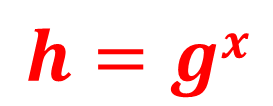 h = g^x